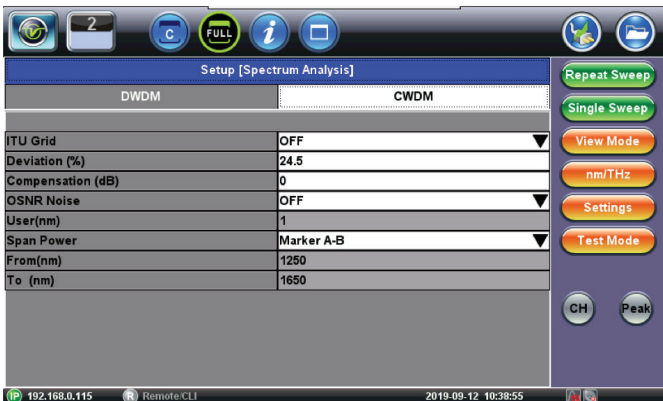 2
C
FULL
i
Setup [Spectrum Analysis]
DWDM
CWDM
ITU Grid OFF
Deviation (%) 24.5
Compensation (dB) 0
OSNR Noise OFF
User(nm) 1
Span Power Marker A-B
From(nm) 1250
To (nm) 1650
Repeat Sweep
Single Sweep
View Mode
nm/THz
Settings
Test Mode
CH
Peak
IP 192.168.0.115
R Remote/CLI
2019-09-12 10:38:55